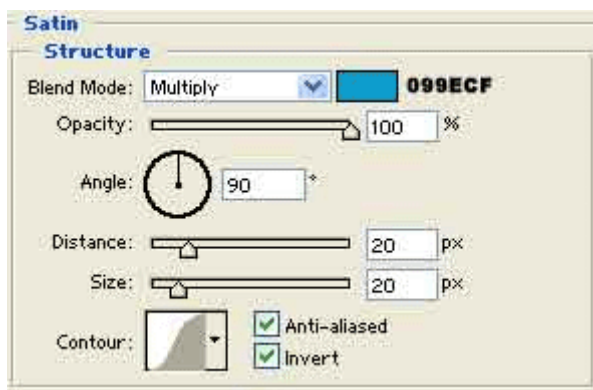 Satin
Structure
Blend Mode: Multiply 099ECF
Opacity: 100 %
Angle: 90 °
Distance: 20 px
Size: 20 px
Contour: Anti-aliased
Invert